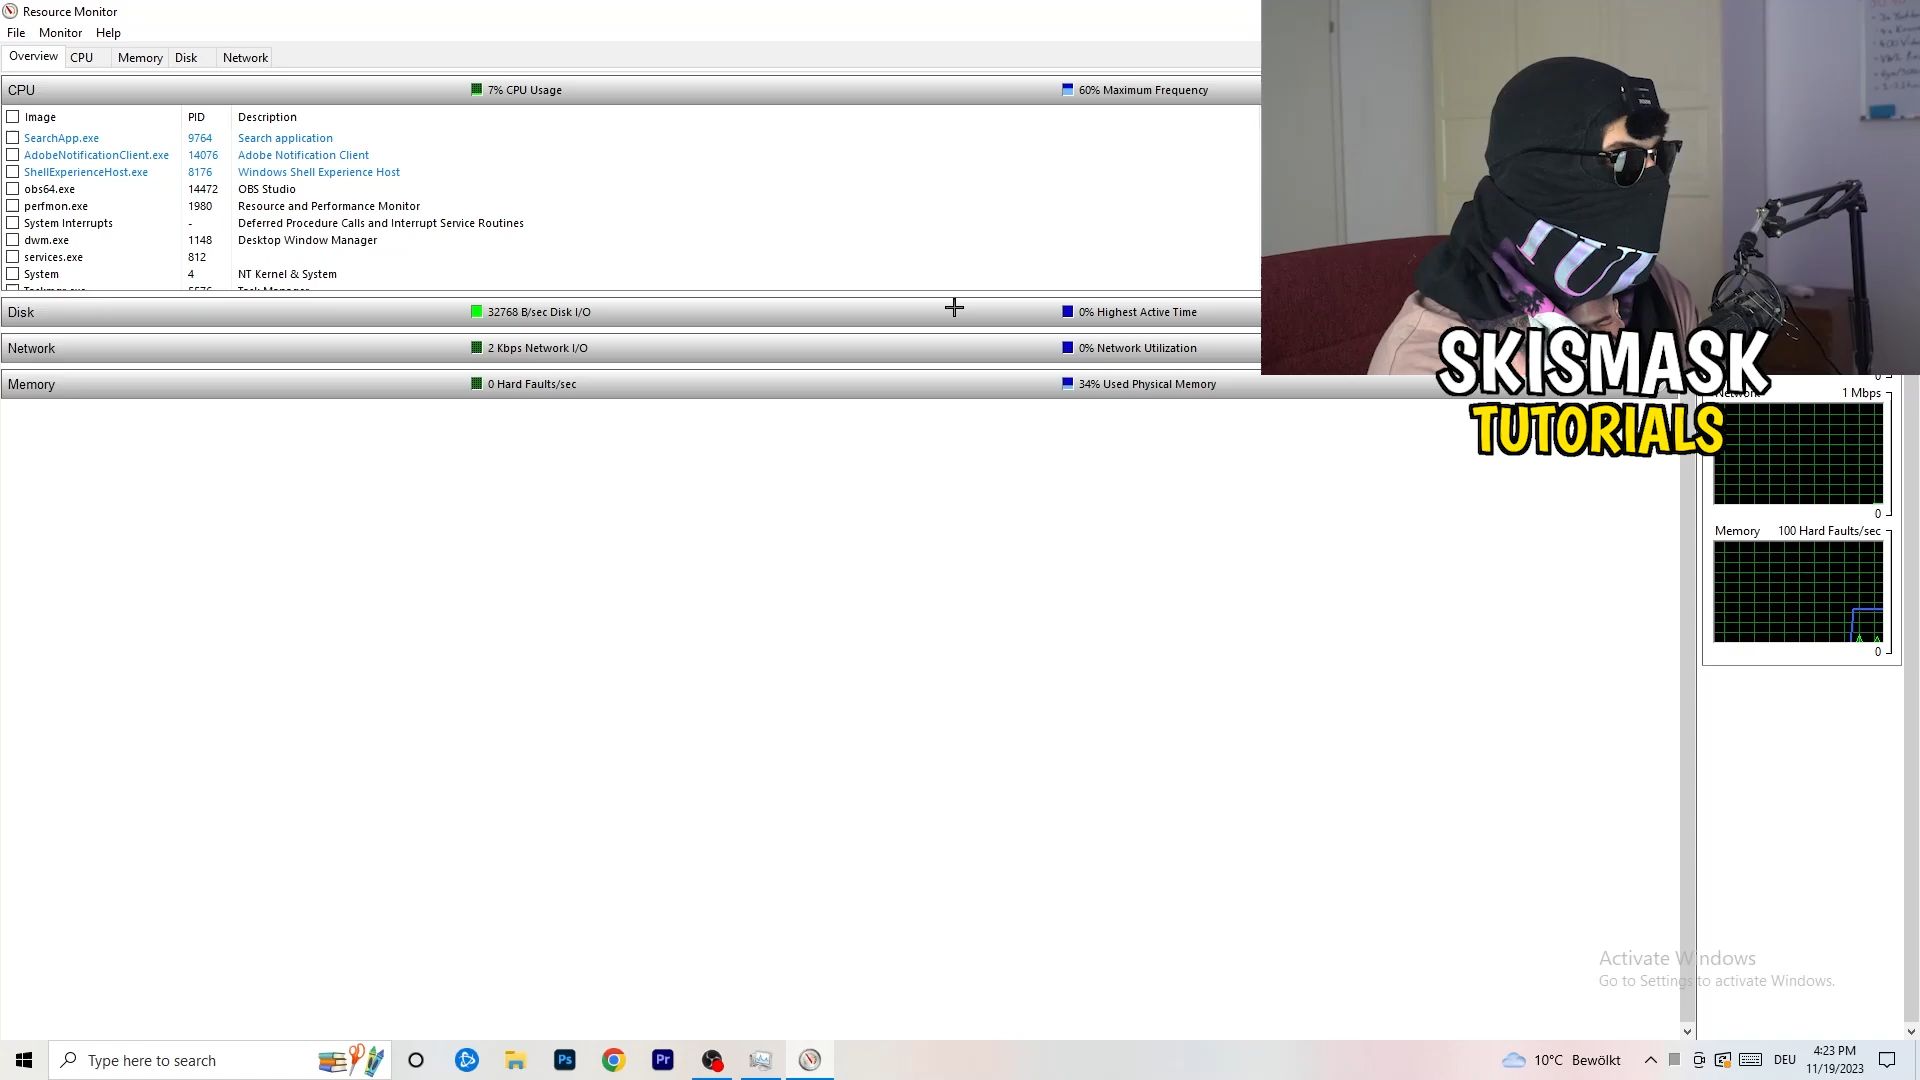 Resource Monitor
File Monitor Help
Overview CPU Memory Disk Network
CPU 7% CPU Usage 60% Maximum Frequency
Image PID Description
SearchApp.exe 9764 Search application
AdobeNotificationClient.exe 14076 Adobe Notification Client
ShellExperienceHost.exe 8176 Windows Shell Experience Host
obs64.exe 14472 OBS Studio
perfmon.exe 1980 Resource and Performance Monitor
System Interrupts - Deferred Procedure Calls and Interrupt Service Routines
dwm.exe 1148 Desktop Window Manager
services.exe 812
System 4 NT Kernel & System
Disk 32768 B/sec Disk I/O 0% Highest Active Time
Network 2 Kbps Network I/O 0% Network Utilization
Memory 0 Hard Faults/sec 34% Used Physical Memory
SKISMASK
TUTORIALS
Network 1 Mbps
0
Memory 100 Hard Faults/sec
0
Activate Windows
Go to Settings to activate Windows.
Type here to search
Ps
Pr
10°C Bewölkt
DEU
4:23 PM
11/19/2023